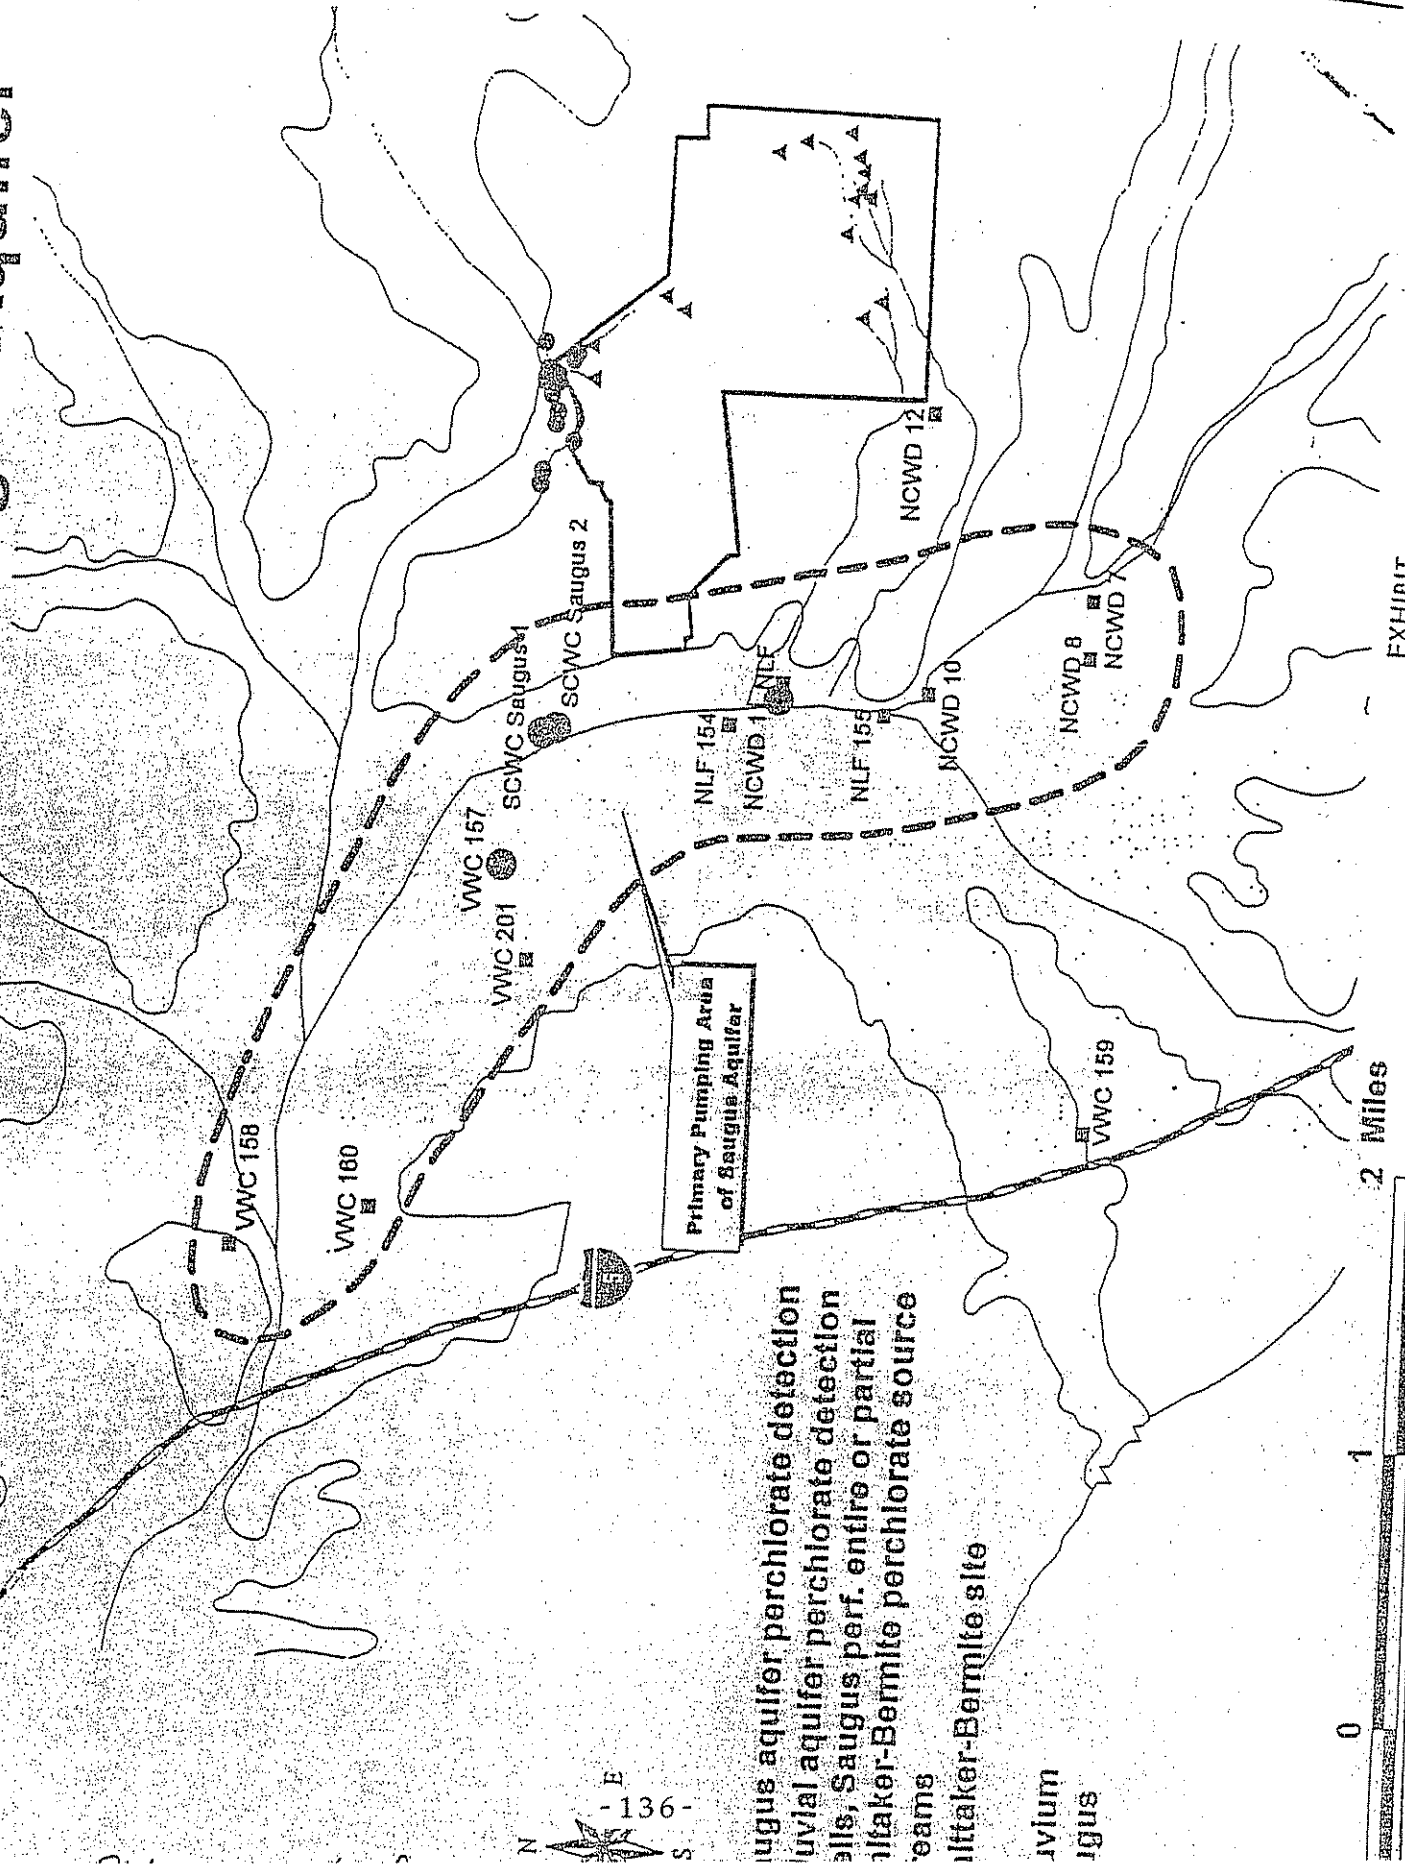 VWC 158
VWC 160
VWC 201
VWC 157
SCWC Saugus 1
SCWC Saugus 2
NLF 154
NCWD 1
NLF
NLF 155
NCWD 10
NCWD 12
NCWD 8
NCWD 7
VWC 159
Primary Pumping Area
of Saugus Aquifer
5
ugus aquifer perchlorate detection
uvial aquifer perchlorate detection
ells, Saugus perf. entire or partial
ittaker-Bermite perchlorate source
eams
ittaker-Bermite site
uvium
ugus
N
E
S
-136-
0 1 2 Miles
EXHIBIT